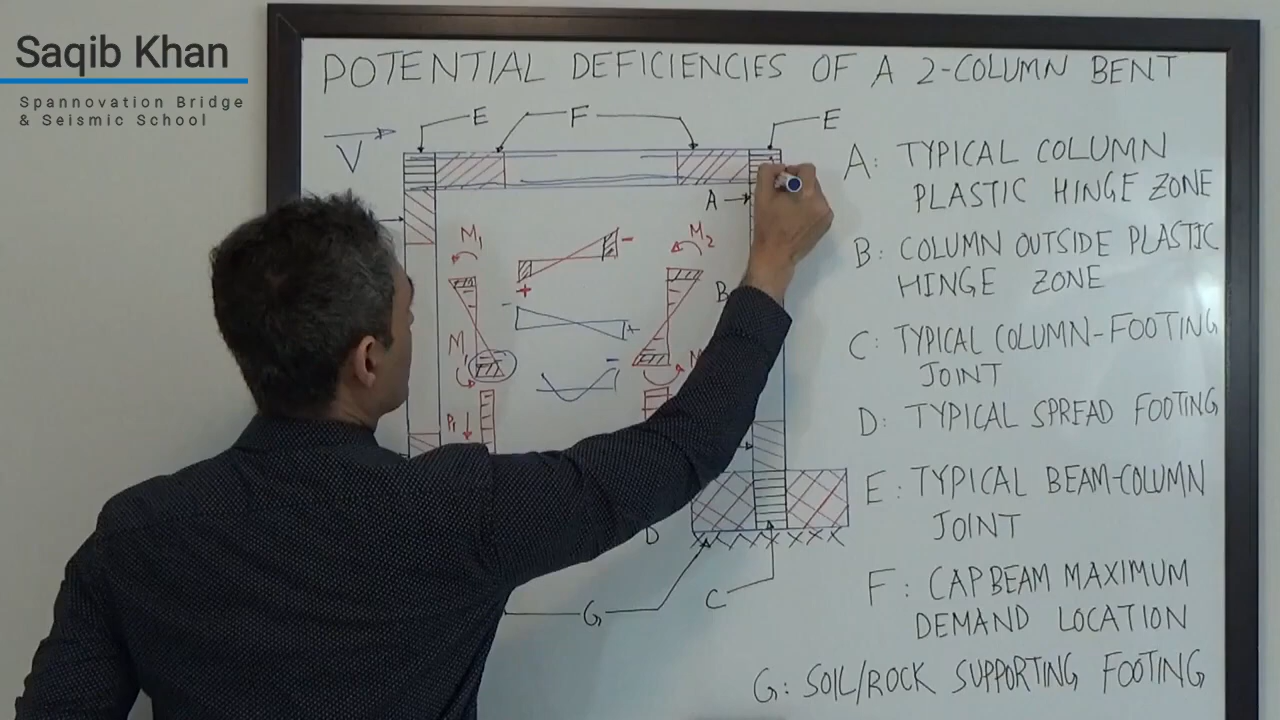 Saqib Khan
Spannovation Bridge
& Seismic School
POTENTIAL DEFICIENCIES OF A 2-COLUMN BENT
E
F
E
V
A
M1
M2
-
+
-
+
B
M1
-
P1
D
C
G
A: TYPICAL COLUMN
PLASTIC HINGE ZONE
B: COLUMN OUTSIDE PLASTIC
HINGE ZONE
C: TYPICAL COLUMN-FOOTING
JOINT
D: TYPICAL SPREAD FOOTING
E: TYPICAL BEAM-COLUMN
JOINT
F: CAPBEAM MAXIMUM
DEMAND LOCATION
G: SOIL/ROCK SUPPORTING FOOTING